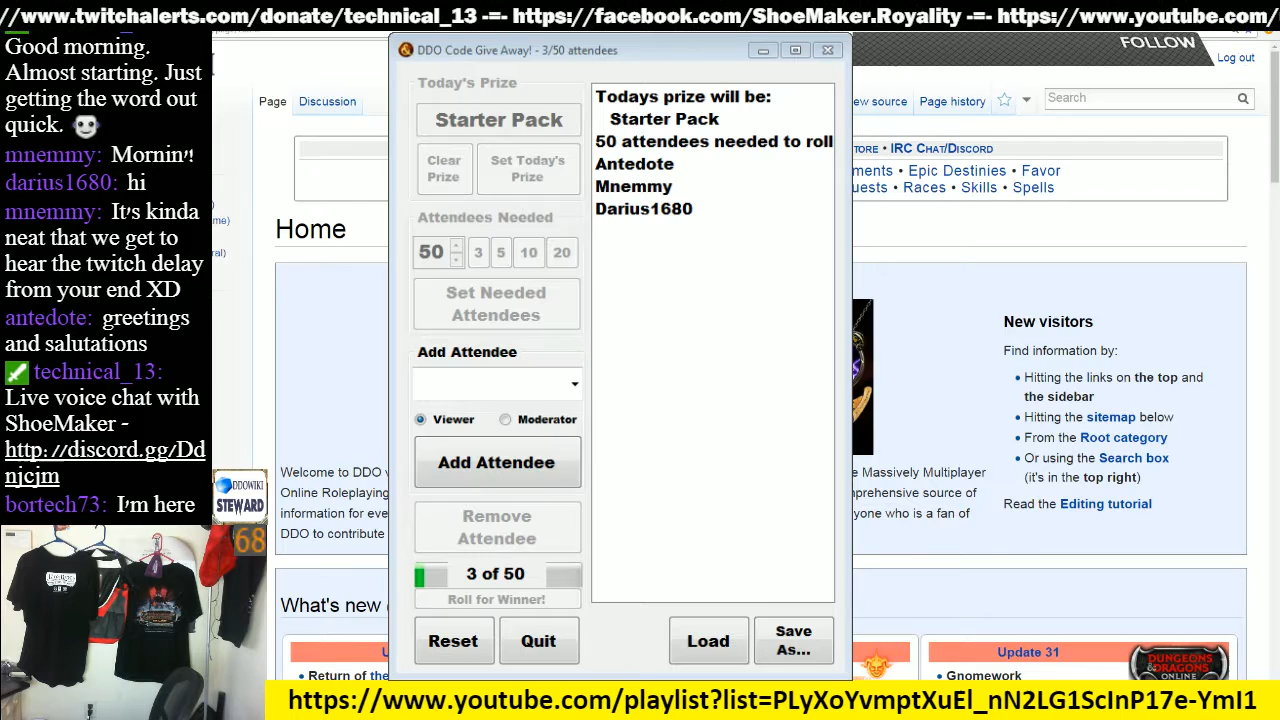 //www.twitchalerts.com/donate/technical_13 -=- https://facebook.com/ShoeMaker.Royality -=- https://www.youtube.com/
Good morning.
Almost starting. Just
getting the word out
quick.
mnemmy: Mornin'!
darius1680: hi
mnemmy: It's kinda
neat that we get to
hear the twitch delay
from your end XD
antedote: greetings
and salutations
technical_13:
Live voice chat with
ShoeMaker -
http://discord.gg/Dd
njcjm
bortech73: I'm here
DDOWIKI
STEWARD
68
DDO Code Give Away! - 3/50 attendees
Today's Prize
Starter Pack
Clear
Prize
Set Today's
Prize
Attendees Needed
50
3
5
10
20
Set Needed
Attendees
Add Attendee
Viewer
Moderator
Add Attendee
Remove
Attendee
3 of 50
Roll for Winner!
Reset
Quit
Load
Save
As...
Todays prize will be:
Starter Pack
50 attendees needed to roll
Antedote
Mnemmy
Darius1680
FOLLOW
Log out
Page
Discussion
ew source
Page history
Search
TORE • IRC Chat/Discord
ments • Epic Destinies • Favor
uests • Races • Skills • Spells
Home
me)
ral)
New visitors
Find information by:
• Hitting the links on the top and
the sidebar
• Hitting the sitemap below
• From the Root category
• Or using the Search box
(it's in the top right)
Read the Editing tutorial
Welcome to DDO
Online Roleplaying
information for eve
DDO to contribute
e Massively Multiplayer
prehensive source of
yone who is a fan of
What's new
Return of the
Update 31
• Gnomework
DUNGEONS & DRAGONS
ONLINE
https://www.youtube.com/playlist?list=PLyXoYvmptXuEl_nN2LG1ScInP17e-YmI1